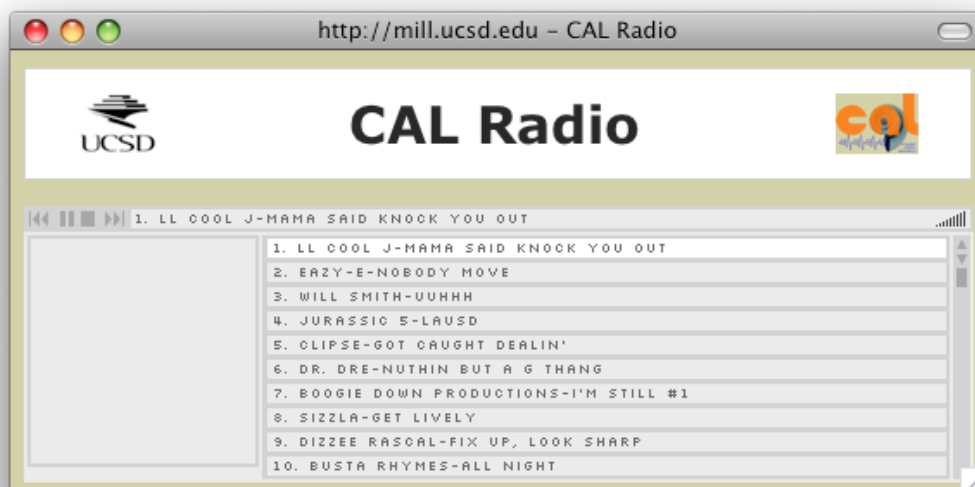 http://mill.ucsd.edu – CAL Radio
UCSD
CAL Radio
cal
1. LL COOL J-MAMA SAID KNOCK YOU OUT
1. LL COOL J-MAMA SAID KNOCK YOU OUT
2. EAZY-E-NOBODY MOVE
3. WILL SMITH-UUHHH
4. JURASSIC 5-LAUSD
5. CLIPSE-GOT CAUGHT DEALIN'
6. DR. DRE-NUTHIN BUT A G THANG
7. BOOGIE DOWN PRODUCTIONS-I'M STILL #1
8. SIZZLA-GET LIVELY
9. DIZZEE RASCAL-FIX UP, LOOK SHARP
10. BUSTA RHYMES-ALL NIGHT